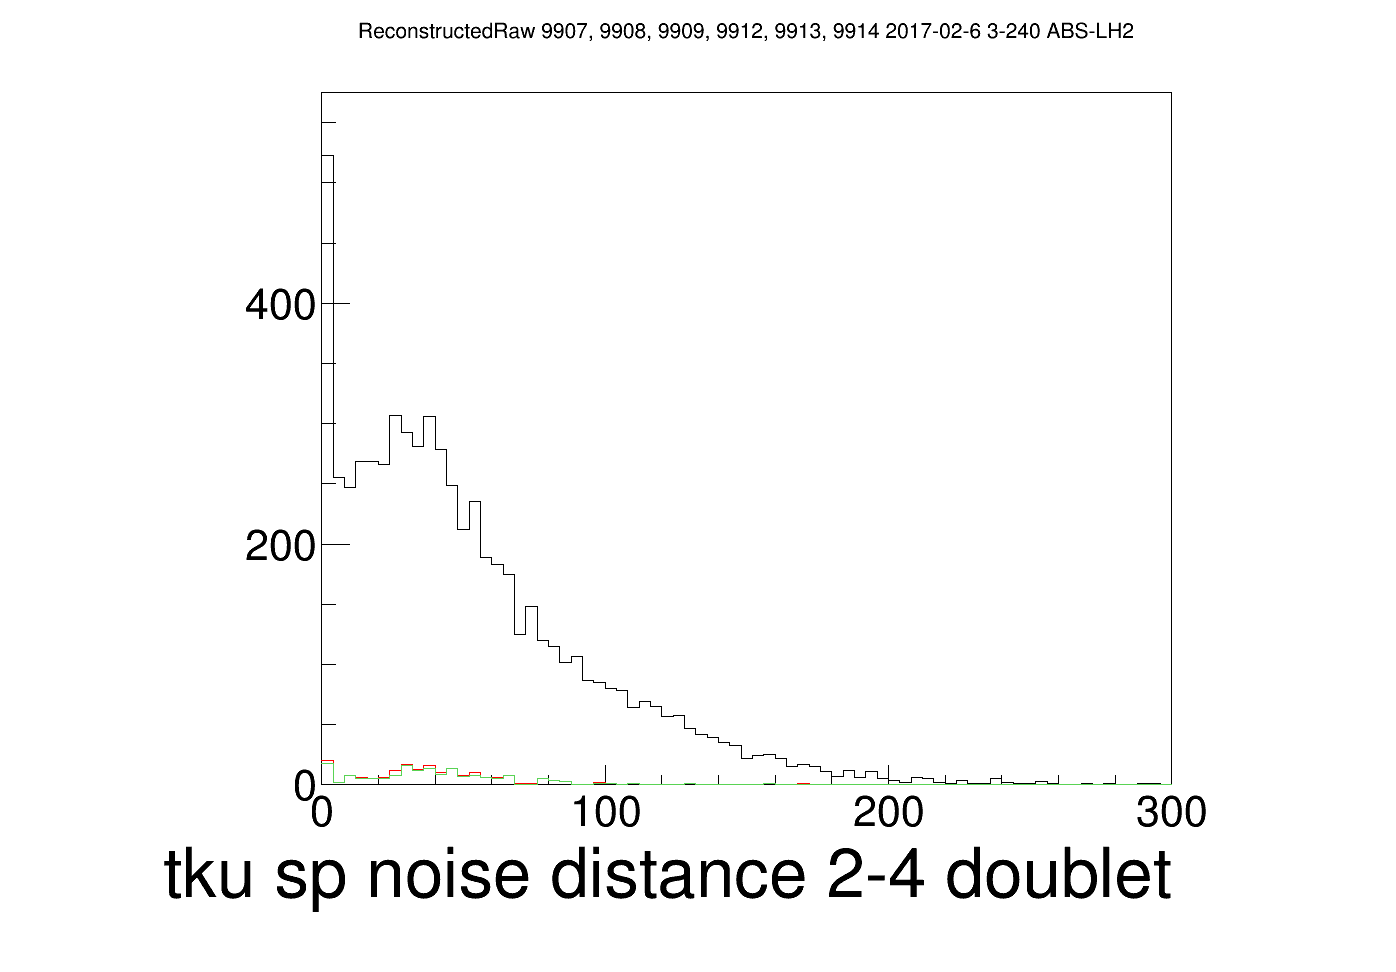 ReconstructedRaw 9907, 9908, 9909, 9912, 9913, 9914 2017-02-6 3-240 ABS-LH2
400
200
0
0 100 200 300
tku sp noise distance 2-4 doublet